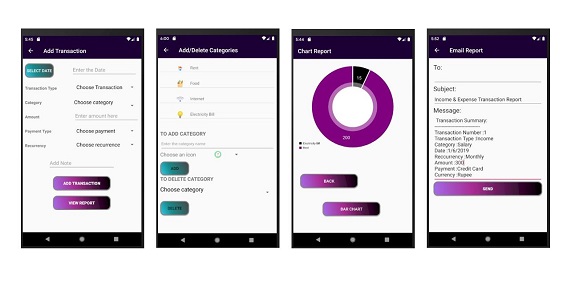 5:45
Add Transaction
SELECT DATE
Enter the Date
Transaction Type
Choose Transaction
Category
Choose category
Amount
Enter amount here
Payment Type
Choose payment
Recurrency
Choose recurrence
Add Note
ADD TRANSACTION
VIEW REPORT
6:00
Add/Delete Categories
Rent
Food
Internet
Electricity Bill
TO ADD CATEGORY
Enter the category name
Choose an icon
ADD
TO DELETE CATEGORY
Choose category
DELETE
5:44
Chart Report
15
200
Electricity Bill
Rent
BACK
BAR CHART
5:52
Email Report
To:
Subject:
Income & Expense Transaction Report
Message:
Transaction Summary:
Transaction Number :1
Transaction Type :Income
Category :Salary
Date :1/6/2019
Reccurrency :Monthly
Amount :300
Payment :Credit Card
Currency :Rupee
SEND